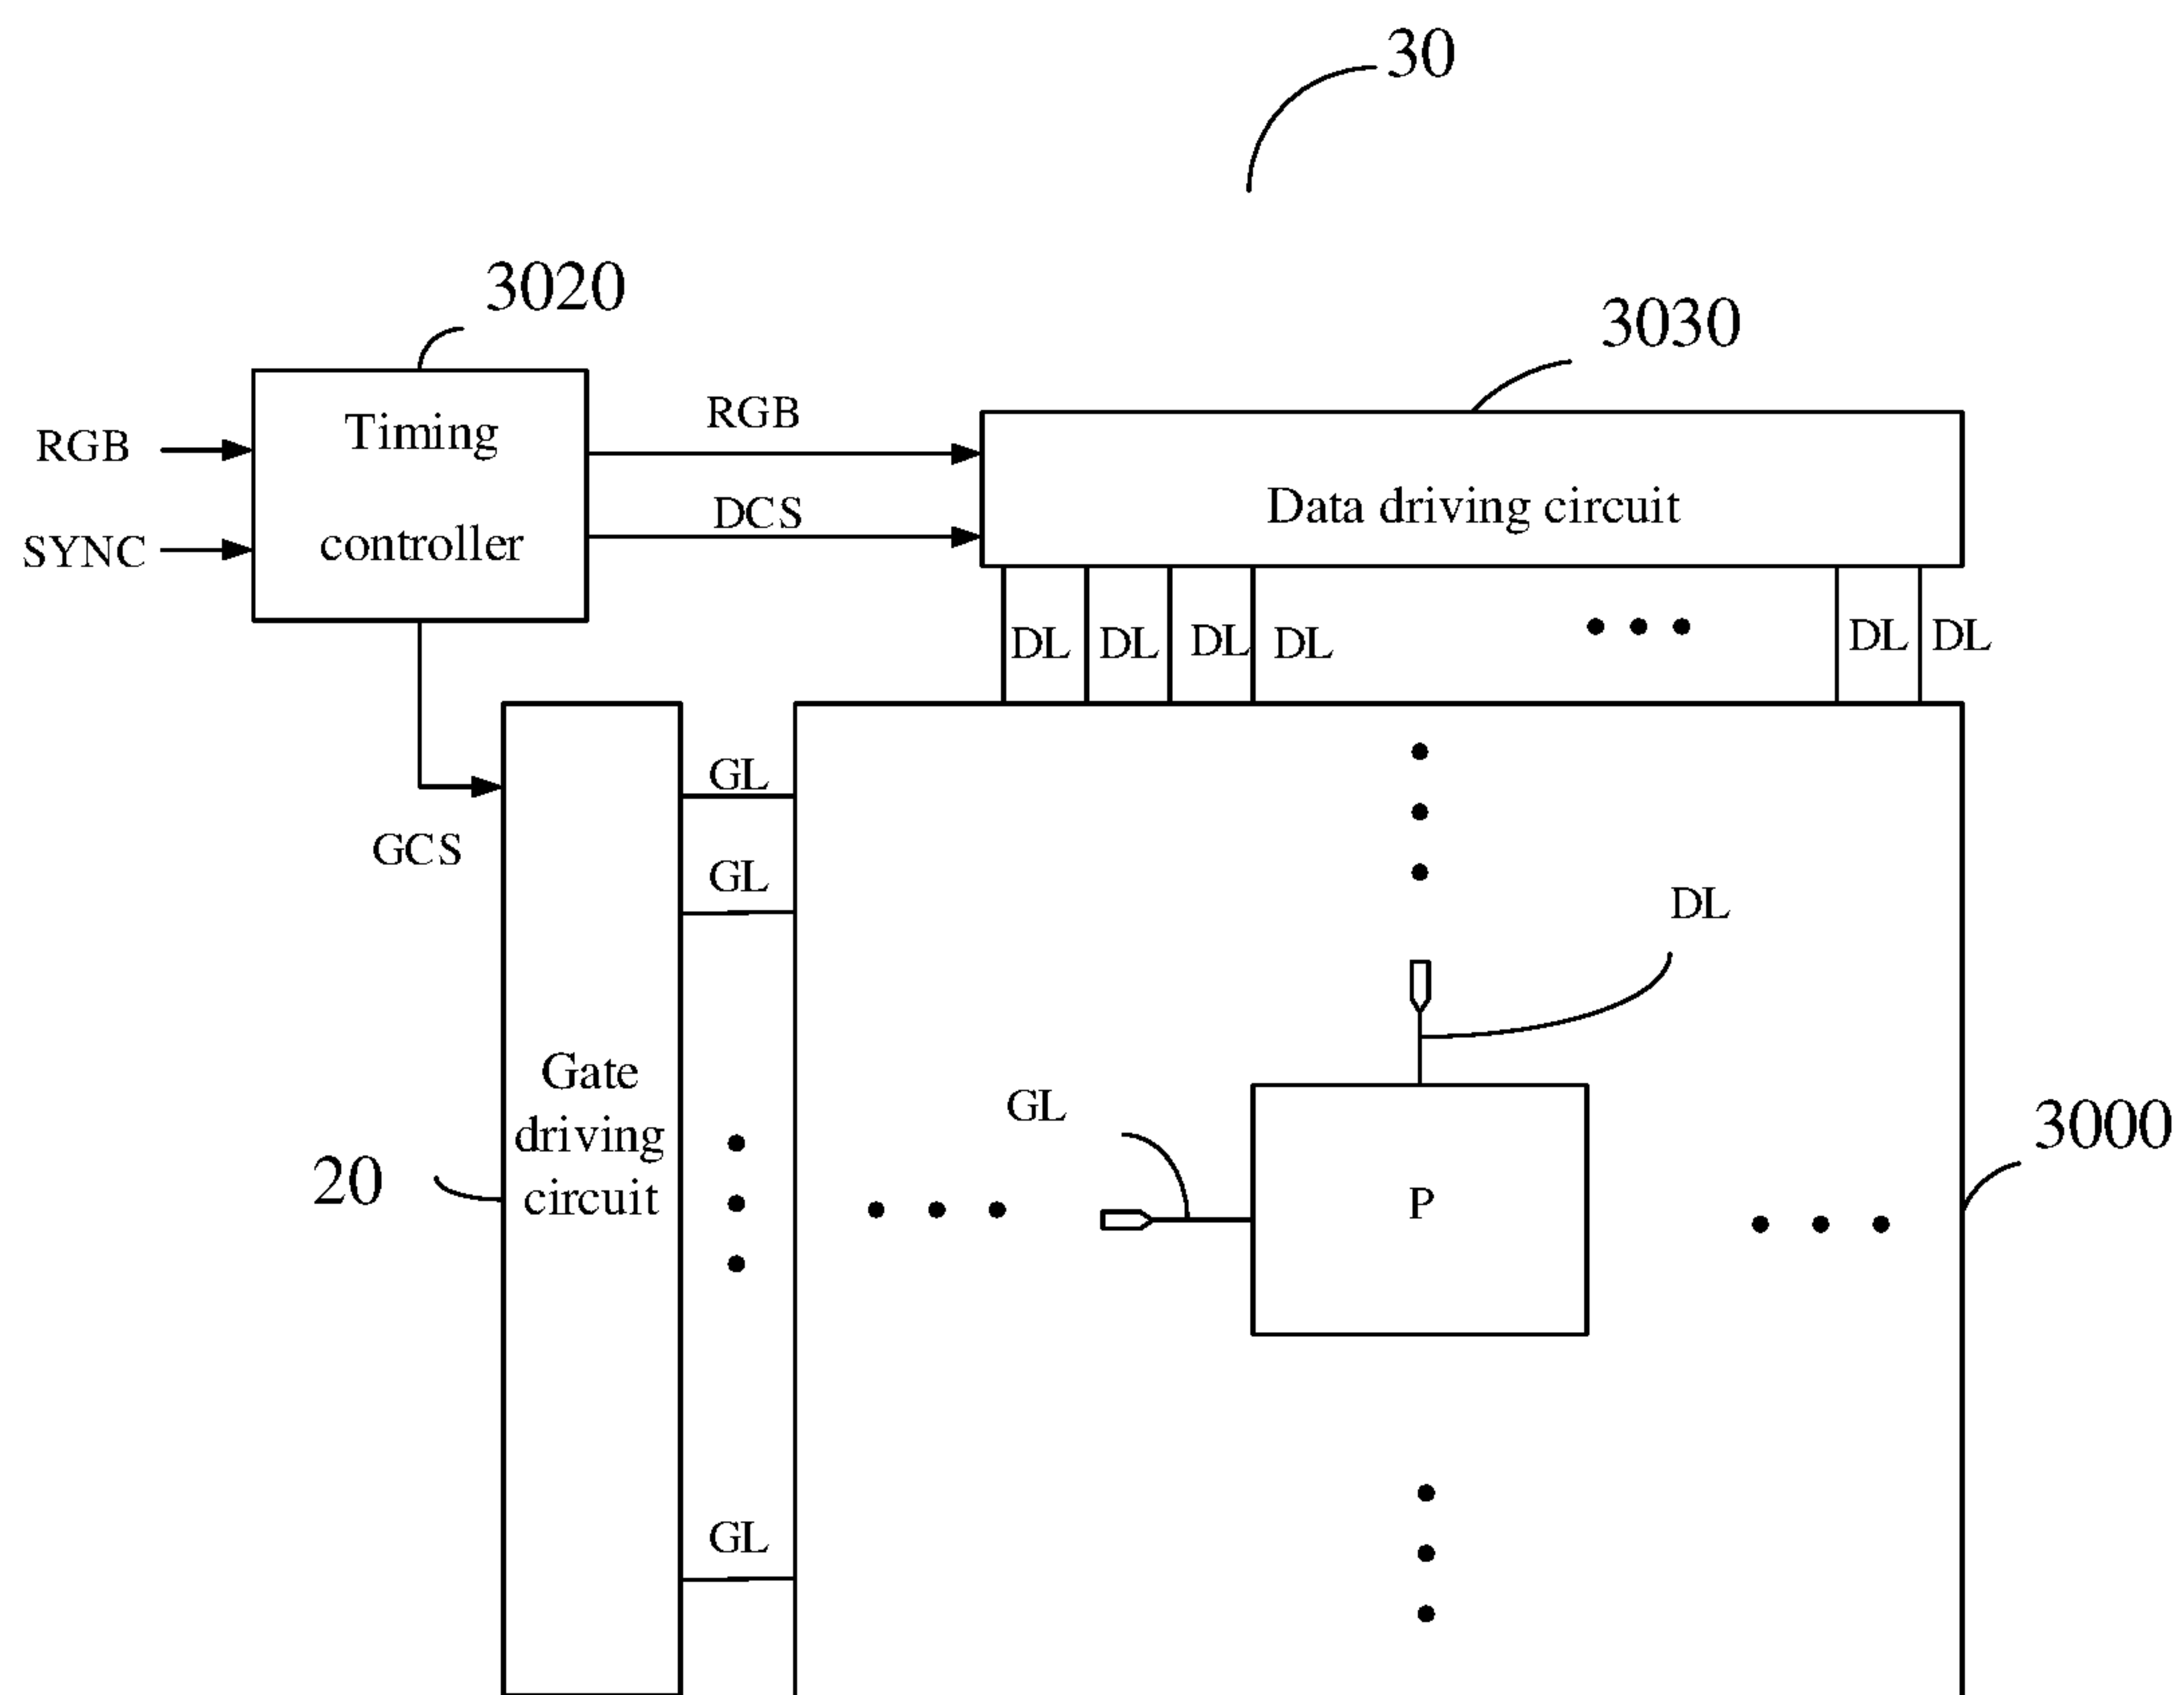 30
3020
3030
RGB
SYNC
Timing
controller
RGB
DCS
Data driving circuit
DL DL DL DL DL DL
GCS
GL
GL
DL
Gate
driving
circuit
20
GL
P
3000
GL